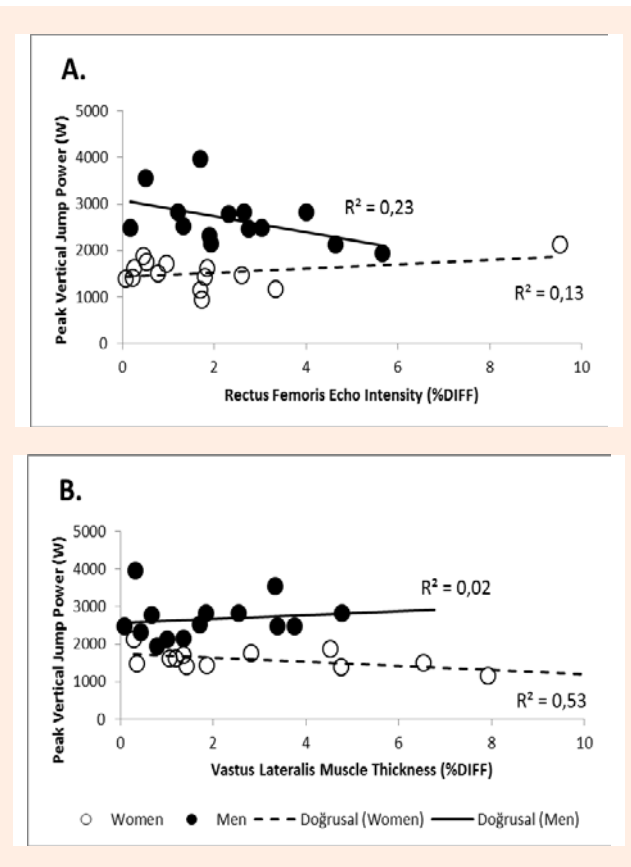 A.
Peak Vertical Jump Power (W)
5000
4000
3000
2000
1000
0
R² = 0,23
R² = 0,13
0 2 4 6 8 10
Rectus Femoris Echo Intensity (%DIFF)
B.
Peak Vertical Jump Power (W)
5000
4000
3000
2000
1000
0
R² = 0,02
R² = 0,53
0 2 4 6 8 10
Vastus Lateralis Muscle Thickness (%DIFF)
Women Men Doğrusal (Women) Doğrusal (Men)